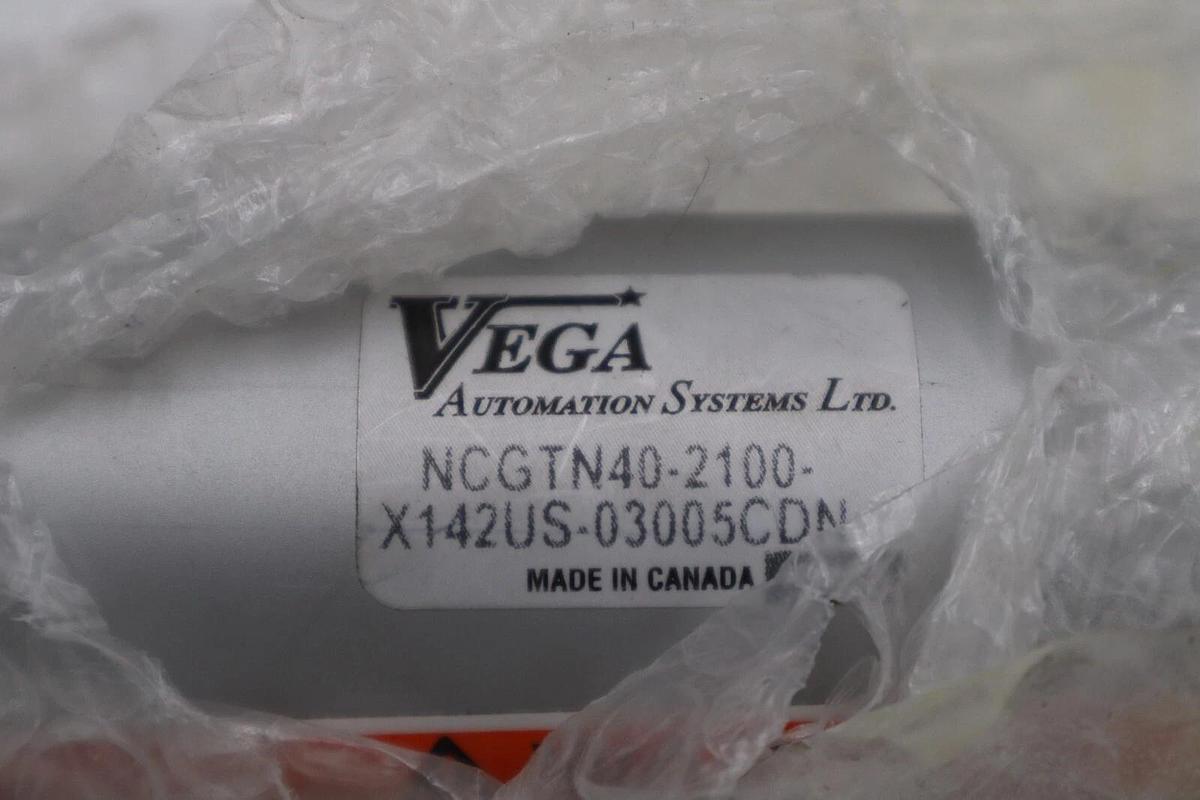 VEGA
AUTOMATION SYSTEMS LTD.
NCGTN40-2100-
X142US-03005CDN
MADE IN CANADA